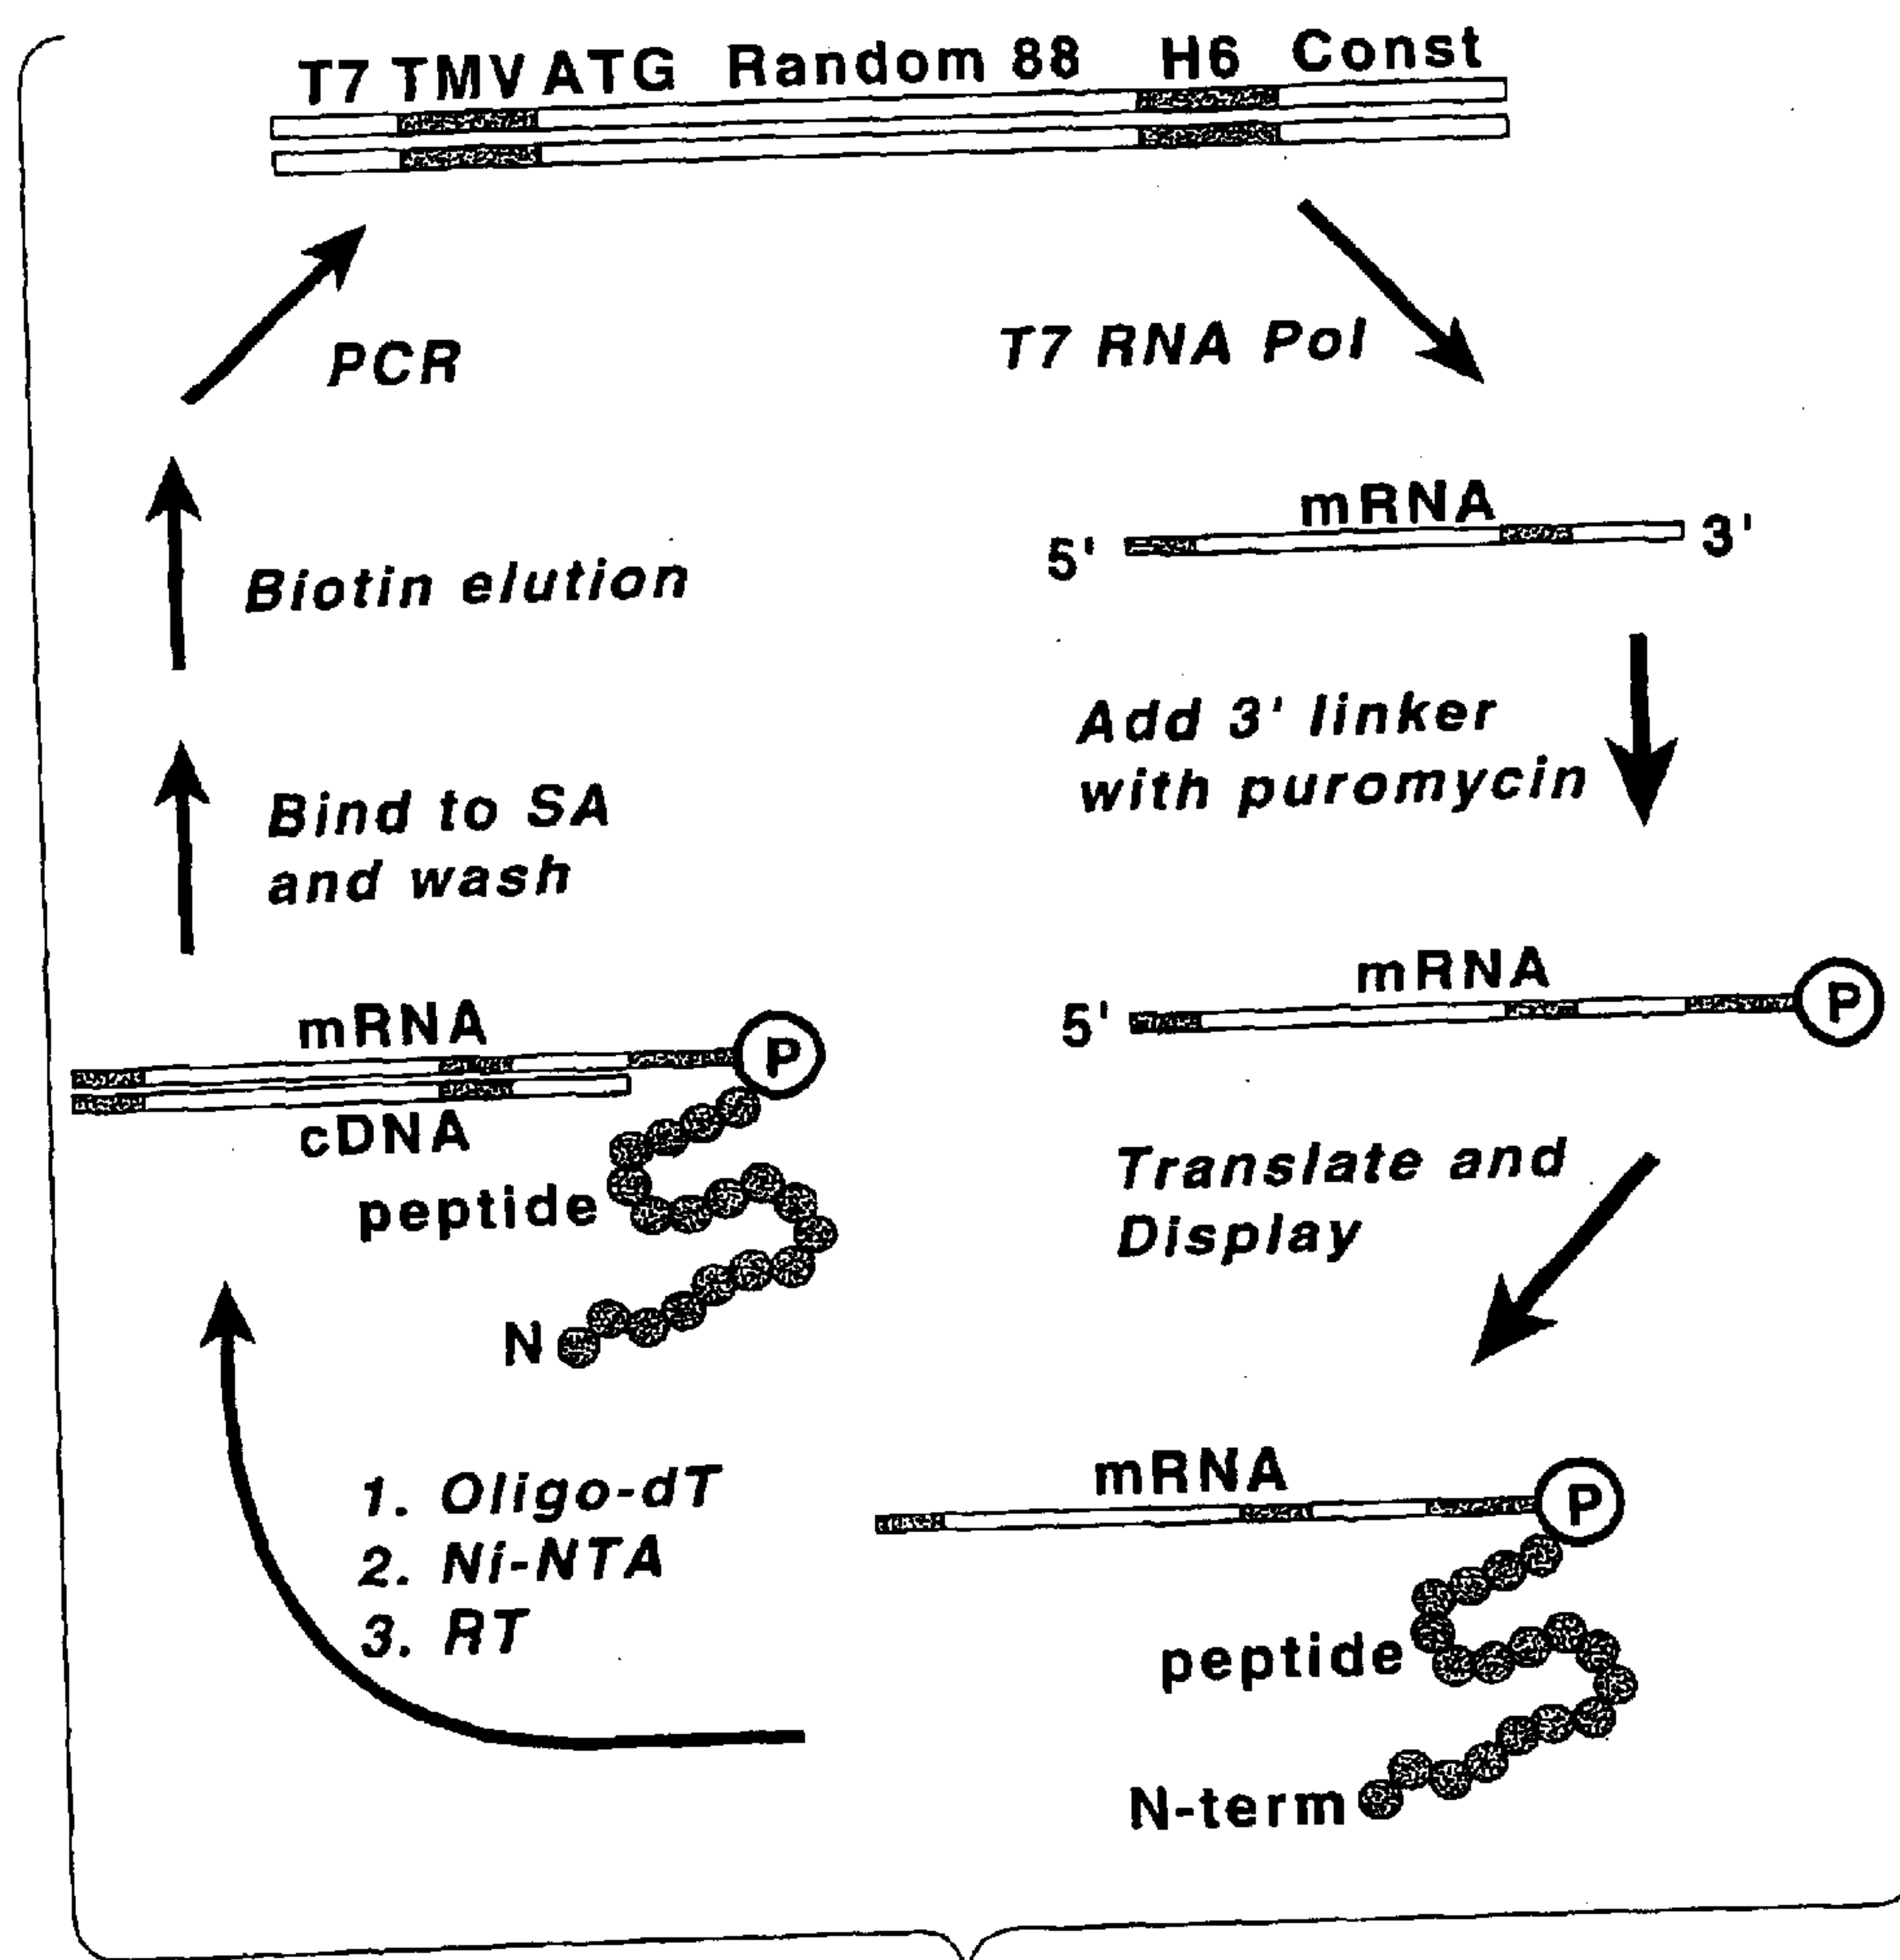 T7 TMV ATG Random 88 H6 Const
PCR
T7 RNA Pol
mRNA
5' 3'
Biotin elution
Add 3' linker
with puromycin
Bind to SA
and wash
mRNA
5' P
mRNA
P
cDNA
peptide
N
Translate and
Display
1. Oligo-dT
2. Ni-NTA
3. RT
mRNA
P
peptide
N-term